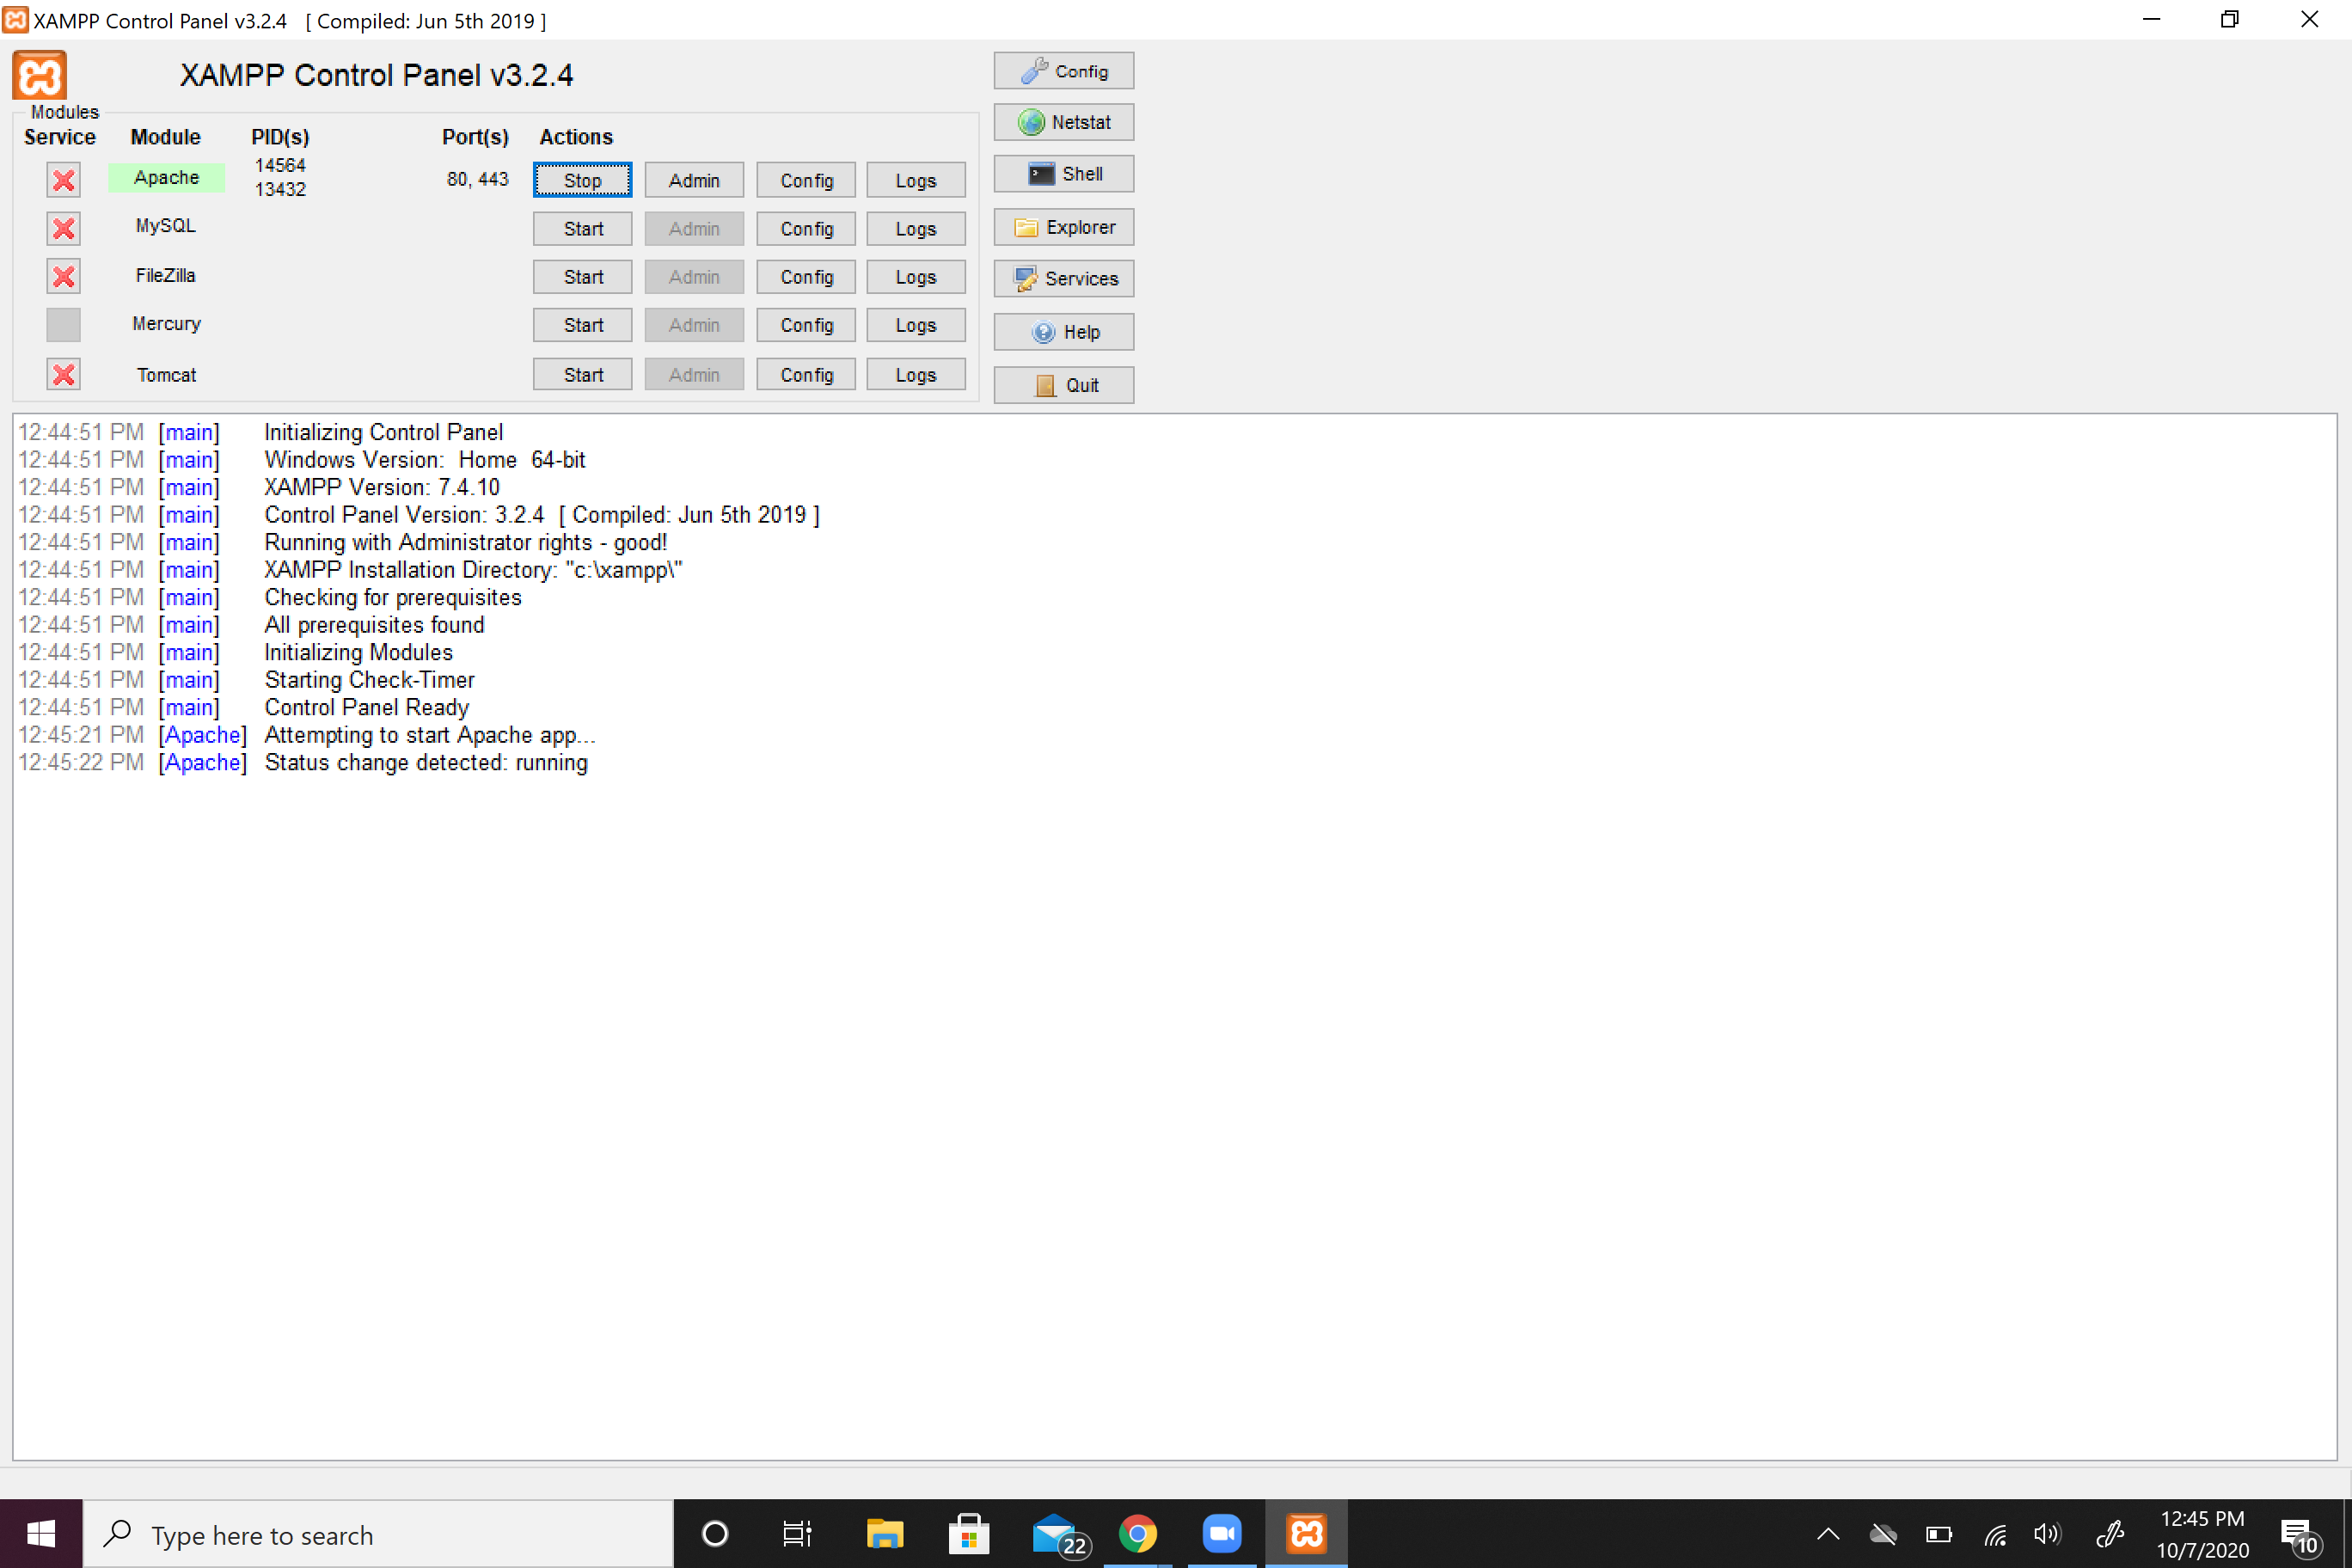 XAMPP Control Panel v3.2.4 [ Compiled: Jun 5th 2019 ]
XAMPP Control Panel v3.2.4
Modules
Service Module PID(s) Port(s) Actions
Apache 14564 13432 80, 443 Stop Admin Config Logs
MySQL Start Admin Config Logs
FileZilla Start Admin Config Logs
Mercury Start Admin Config Logs
Tomcat Start Admin Config Logs
Config
Netstat
Shell
Explorer
Services
Help
Quit
12:44:51 PM [main] Initializing Control Panel
12:44:51 PM [main] Windows Version: Home 64-bit
12:44:51 PM [main] XAMPP Version: 7.4.10
12:44:51 PM [main] Control Panel Version: 3.2.4 [ Compiled: Jun 5th 2019 ]
12:44:51 PM [main] Running with Administrator rights - good!
12:44:51 PM [main] XAMPP Installation Directory: "c:\xampp\"
12:44:51 PM [main] Checking for prerequisites
12:44:51 PM [main] All prerequisites found
12:44:51 PM [main] Initializing Modules
12:44:51 PM [main] Starting Check-Timer
12:44:51 PM [main] Control Panel Ready
12:45:21 PM [Apache] Attempting to start Apache app...
12:45:22 PM [Apache] Status change detected: running
Type here to search
22
12:45 PM
10/7/2020
10